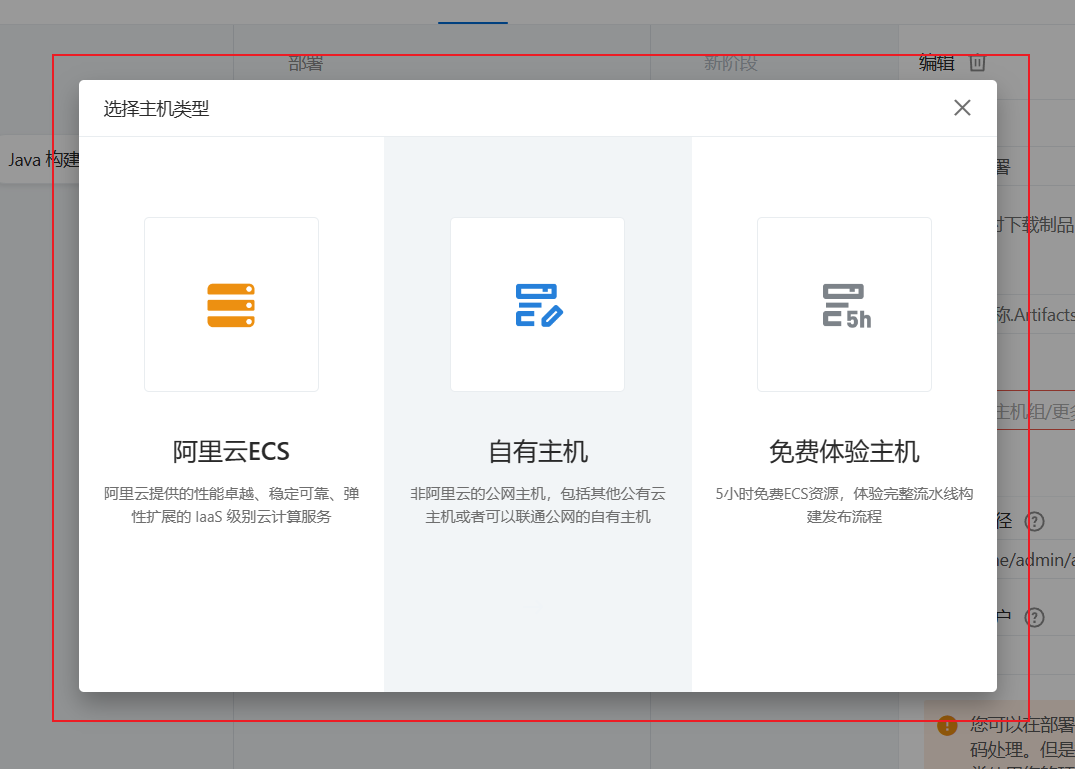 部署
新阶段
编辑
选择主机类型
Java 构建
署
时下载制品
称.Artifacts
主机组/更多
阿里云ECS
自有主机
免费体验主机
阿里云提供的性能卓越、稳定可靠、弹
性扩展的 IaaS 级别云计算服务
非阿里云的公网主机，包括其他公有云
主机或者可以联通公网的自有主机
5小时免费ECS资源，体验完整流水线构
建发布流程
5h
径
me/admin/a
户
您可以在部署
码处理。但是